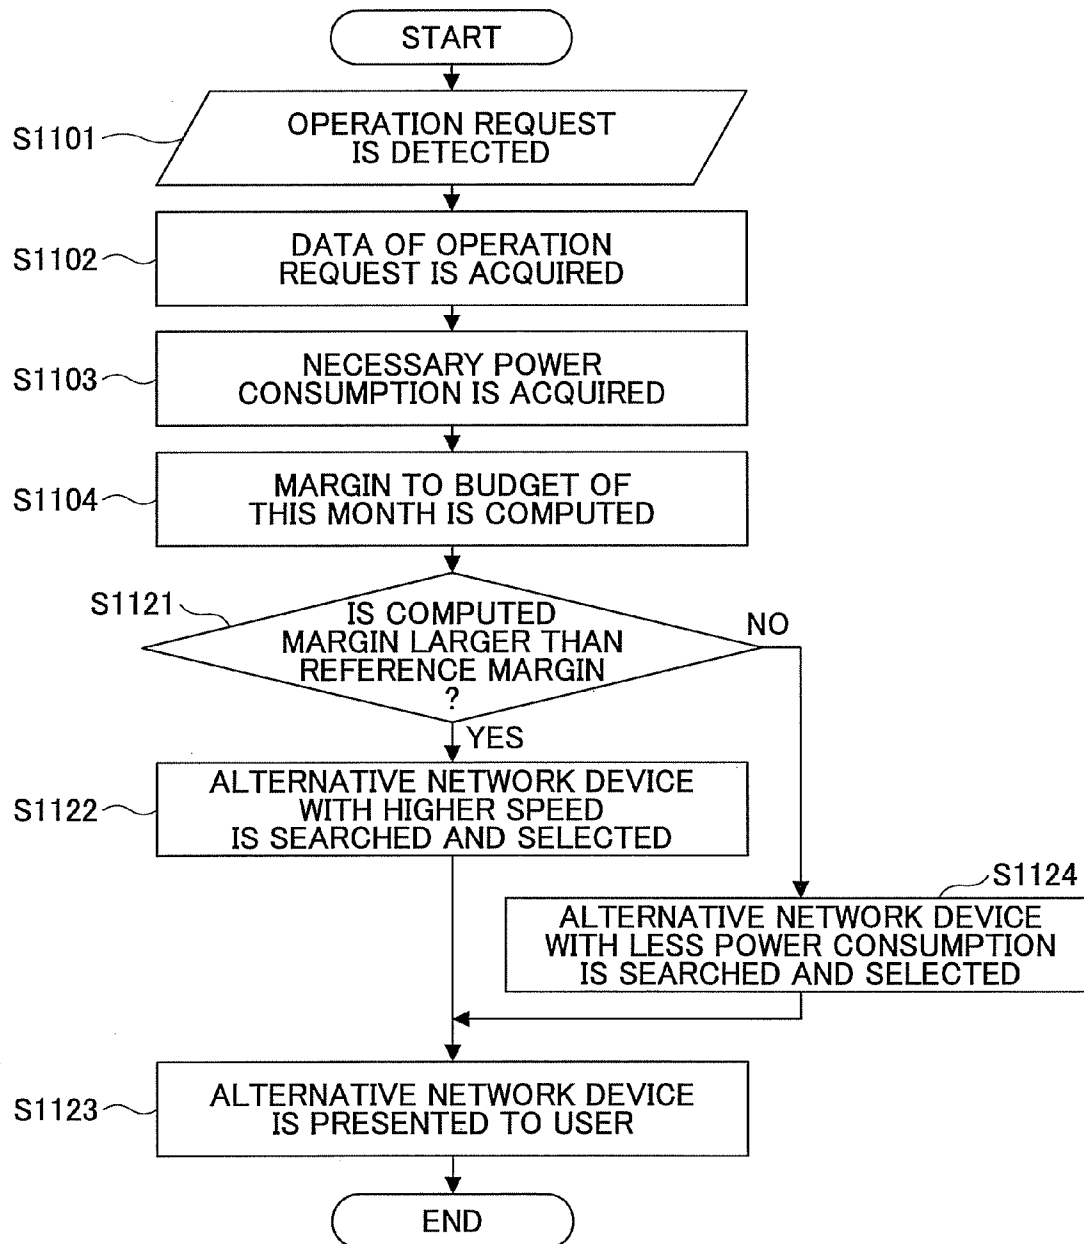 START
S1101
OPERATION REQUEST
IS DETECTED
S1102
DATA OF OPERATION
REQUEST IS ACQUIRED
S1103
NECESSARY POWER
CONSUMPTION IS ACQUIRED
S1104
MARGIN TO BUDGET OF
THIS MONTH IS COMPUTED
S1121
IS COMPUTED
MARGIN LARGER THAN
REFERENCE MARGIN
?
NO
YES
S1122
ALTERNATIVE NETWORK DEVICE
WITH HIGHER SPEED
IS SEARCHED AND SELECTED
S1124
ALTERNATIVE NETWORK DEVICE
WITH LESS POWER CONSUMPTION
IS SEARCHED AND SELECTED
S1123
ALTERNATIVE NETWORK DEVICE
IS PRESENTED TO USER
END